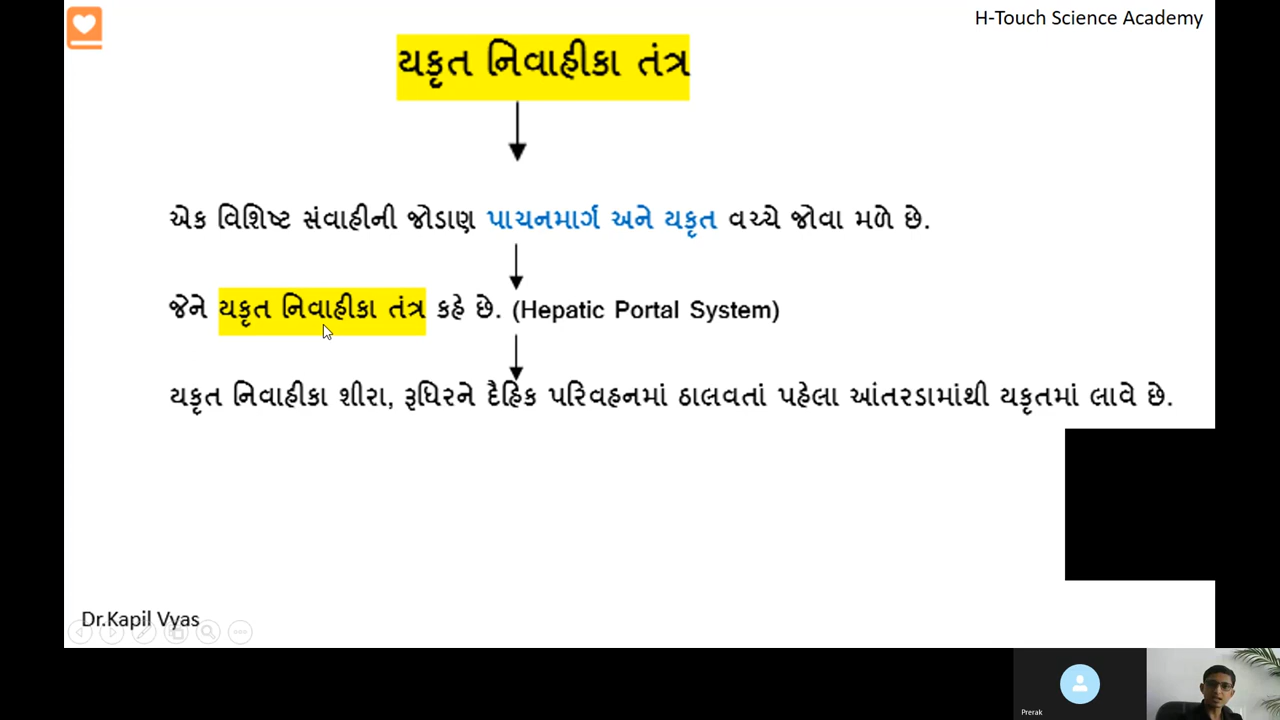 H-Touch Science Academy
યકૃત નિવાહીકા તંત્ર
એક વિશિષ્ટ સંવાહીની જોડાણ પાચનમાર્ગ અને યકૃત વચ્ચે જોવા મળે છે.
જેને યકૃત નિવાહીકા તંત્ર કહે છે. (Hepatic Portal System)
યકૃત નિવાહીકા શીરા, રૂધિરને દૈહિક પરિવહનમાં ઠાલવતાં પહેલા આંતરડામાંથી યકૃતમાં લાવે છે.
Dr.Kapil Vyas
Prerak